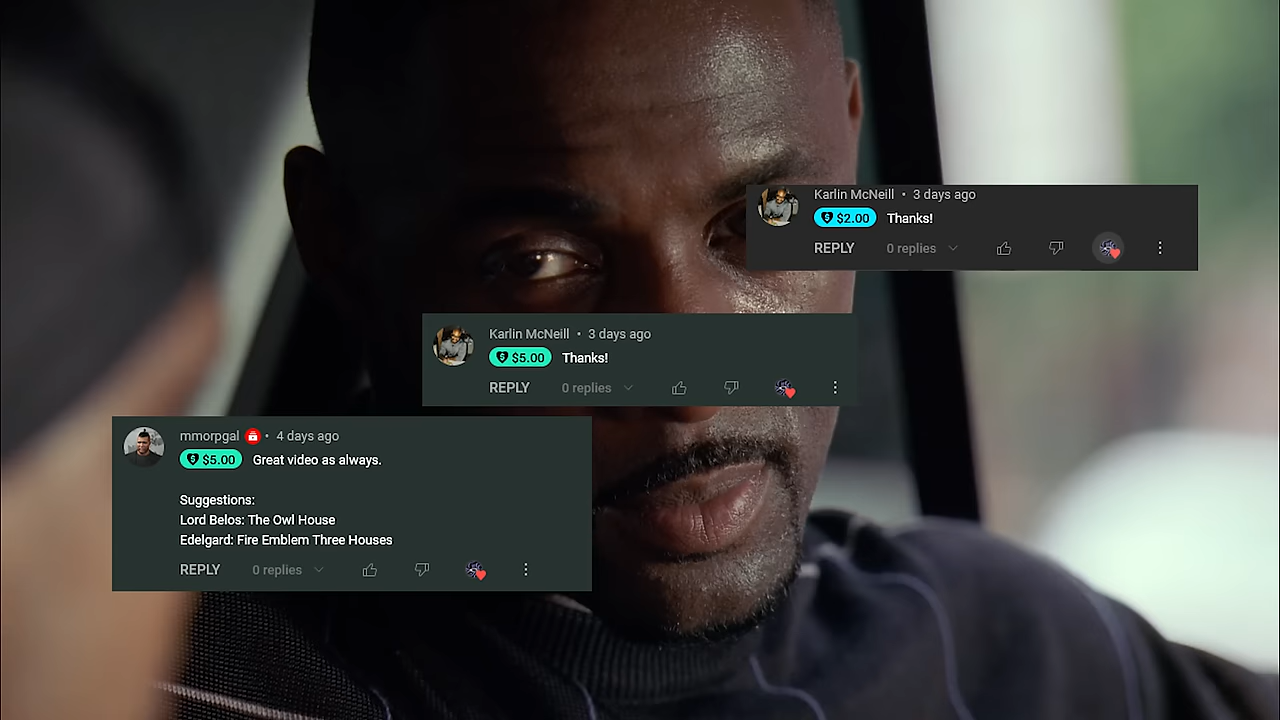 Karlin McNeill • 3 days ago
$2.00 Thanks!
REPLY 0 replies
Karlin McNeill • 3 days ago
$5.00 Thanks!
REPLY 0 replies
mmorpgal • 4 days ago
$5.00 Great video as always.
Suggestions:
Lord Belos: The Owl House
Edelgard: Fire Emblem Three Houses
REPLY 0 replies